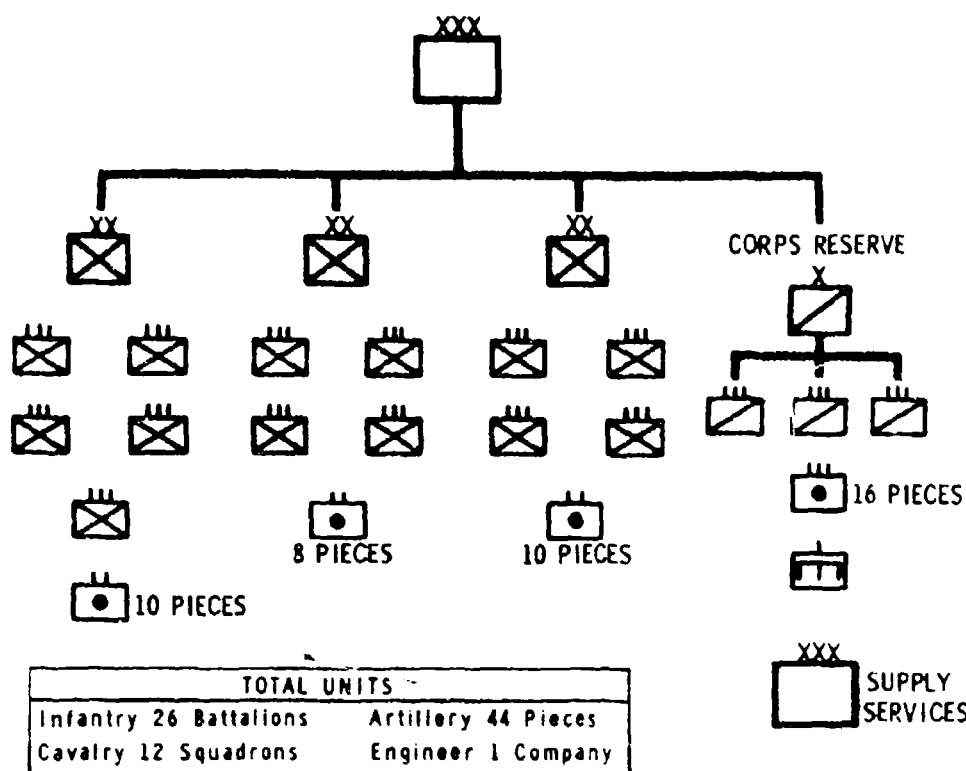 XXX
XX
XX
XX
CORPS RESERVE
X
16 PIECES
8 PIECES
10 PIECES
10 PIECES
XXX
SUPPLY
SERVICES
TOTAL UNITS
Infantry 26 Battalions Artillery 44 Pieces
Cavalry 12 Squadrons Engineer 1 Company